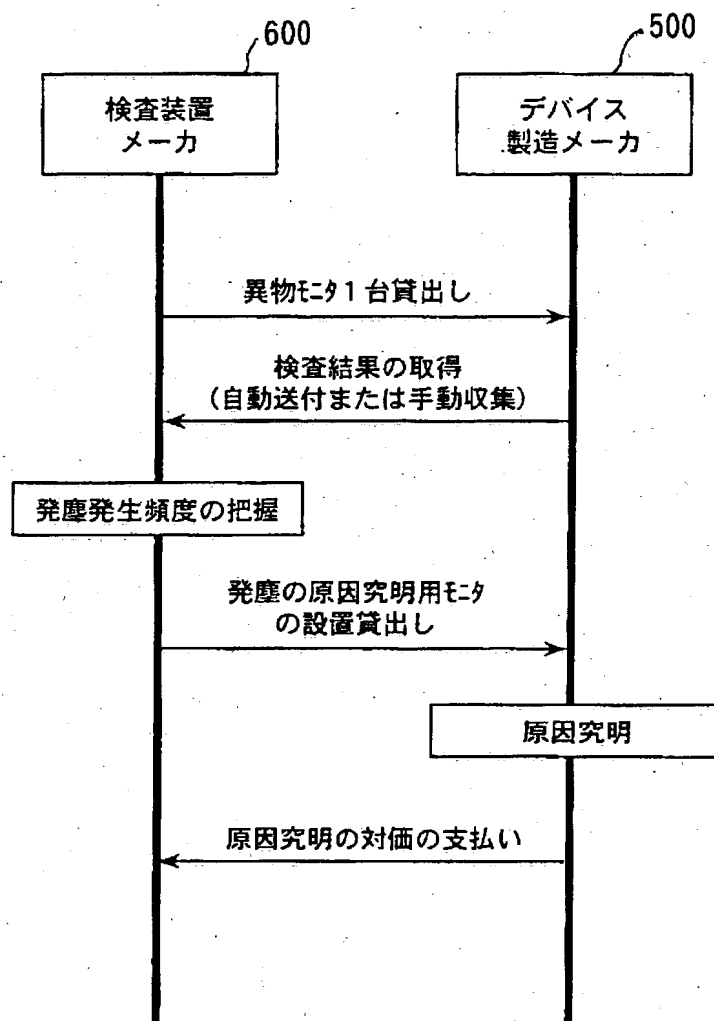 600
500
検査装置
メーカ
デバイス
製造メーカ
異物ﾓﾆﾀ1台貸出し
検査結果の取得
(自動送付または手動収集)
発塵発生頻度の把握
発塵の原因究明用ﾓﾆﾀ
の設置貸出し
原因究明
原因究明の対価の支払い